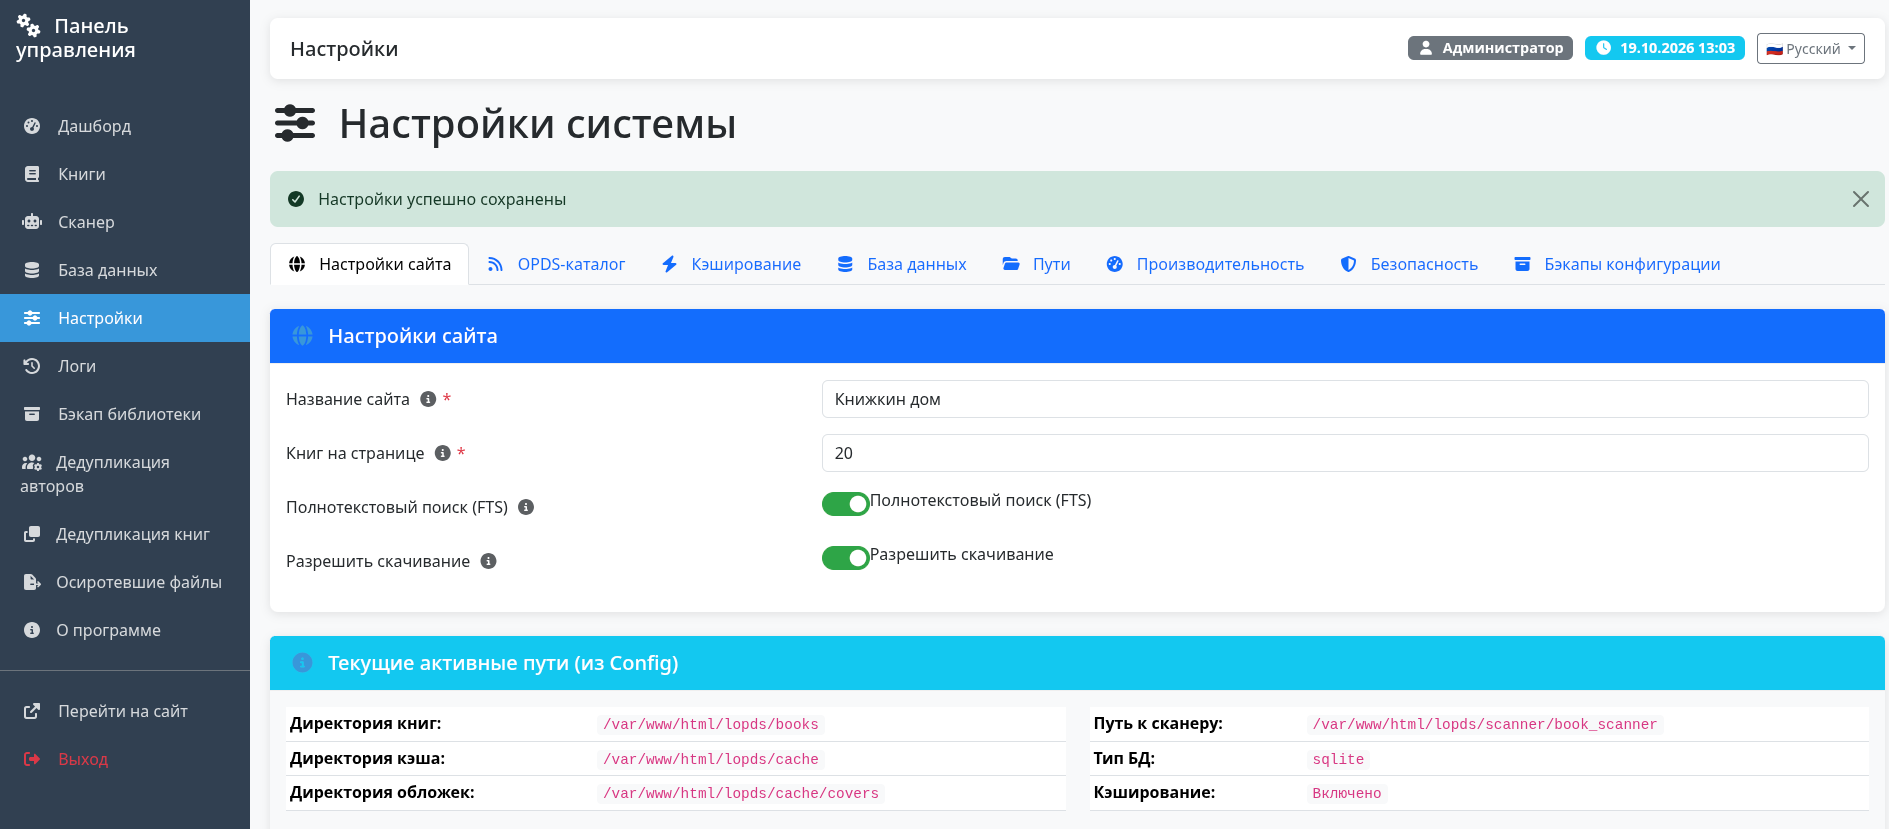 Панель
управления
Дашборд
Книги
Сканер
База данных
Настройки
Логи
Бэкап библиотеки
Дедупликация
авторов
Дедупликация книг
Осиротевшие файлы
О программе
Перейти на сайт
Выход
Настройки
Администратор
19.10.2026 13:03
Русский
Настройки системы
Настройки успешно сохранены
Настройки сайта
OPDS-каталог
Кэширование
База данных
Пути
Производительность
Безопасность
Бэкапы конфигурации
Настройки сайта
Название сайта *
Книжкин дом
Книг на странице *
20
Полнотекстовый поиск (FTS)
Полнотекстовый поиск (FTS)
Разрешить скачивание
Разрешить скачивание
Текущие активные пути (из Config)
Директория книг: /var/www/html/lopds/books
Директория кэша: /var/www/html/lopds/cache
Директория обложек: /var/www/html/lopds/cache/covers
Путь к сканеру: /var/www/html/lopds/scanner/book_scanner
Тип БД: sqlite
Кэширование: Включено